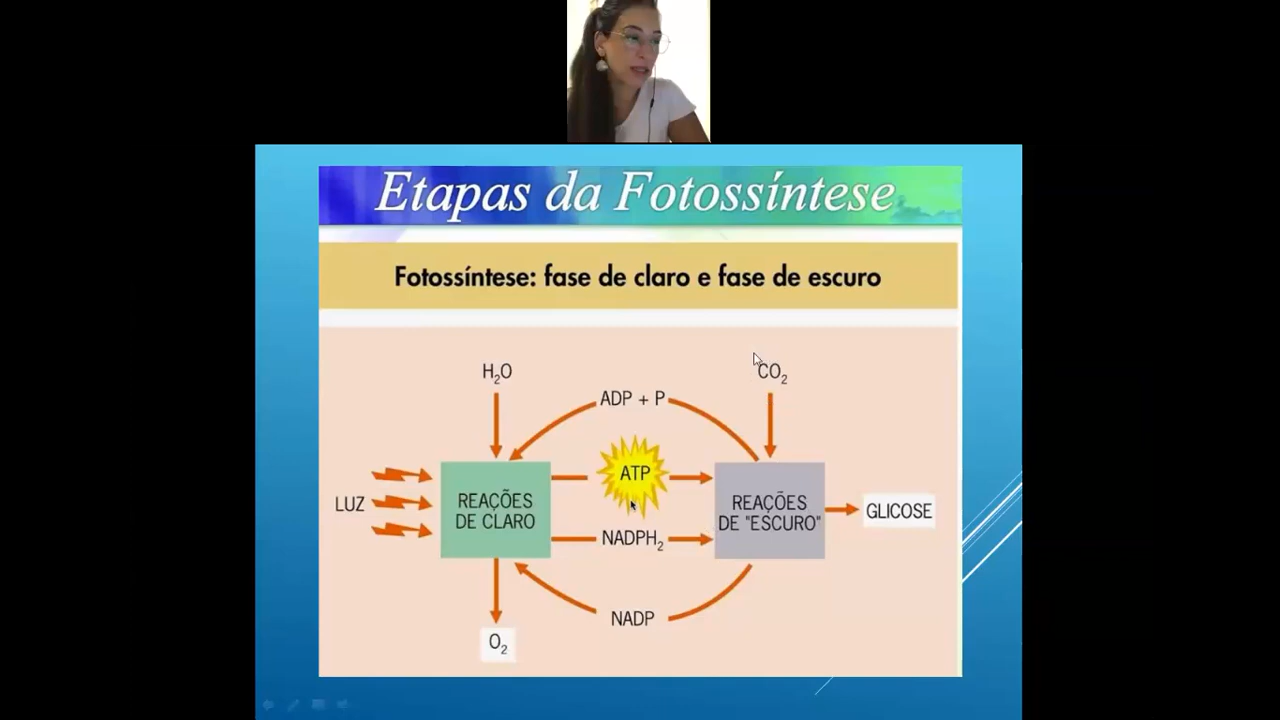 Etapas da Fotossíntese
Fotossíntese: fase de claro e fase de escuro
H₂O
CO₂
ADP + P
ATP
LUZ
REAÇÕES
DE CLARO
REAÇÕES
DE "ESCURO"
GLICOSE
NADPH₂
NADP
O₂